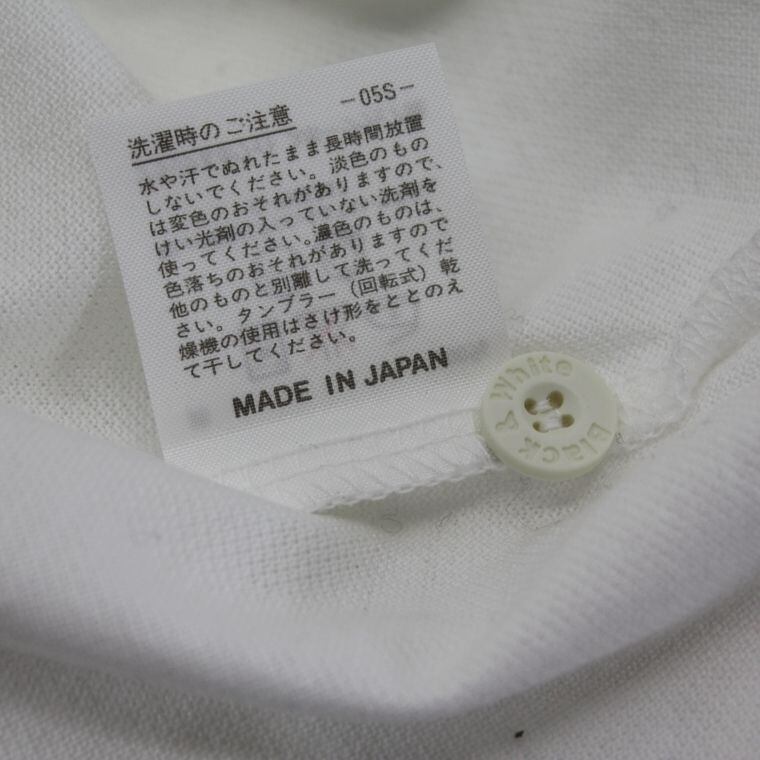 -05S-
洗濯時のご注意
水や汗でぬれたまま長時間放置
しないでください。淡色のもの
は変色のおそれがありますので、
けい光剤の入っていない洗剤を
使ってください。濃色のものは、
色落ちのおそれがありますので
他のものと別離して洗ってくだ
さい。タンブラー(回転式)乾
燥機の使用はさけ形をととのえ
て干してください。
MADE IN JAPAN
Black & White